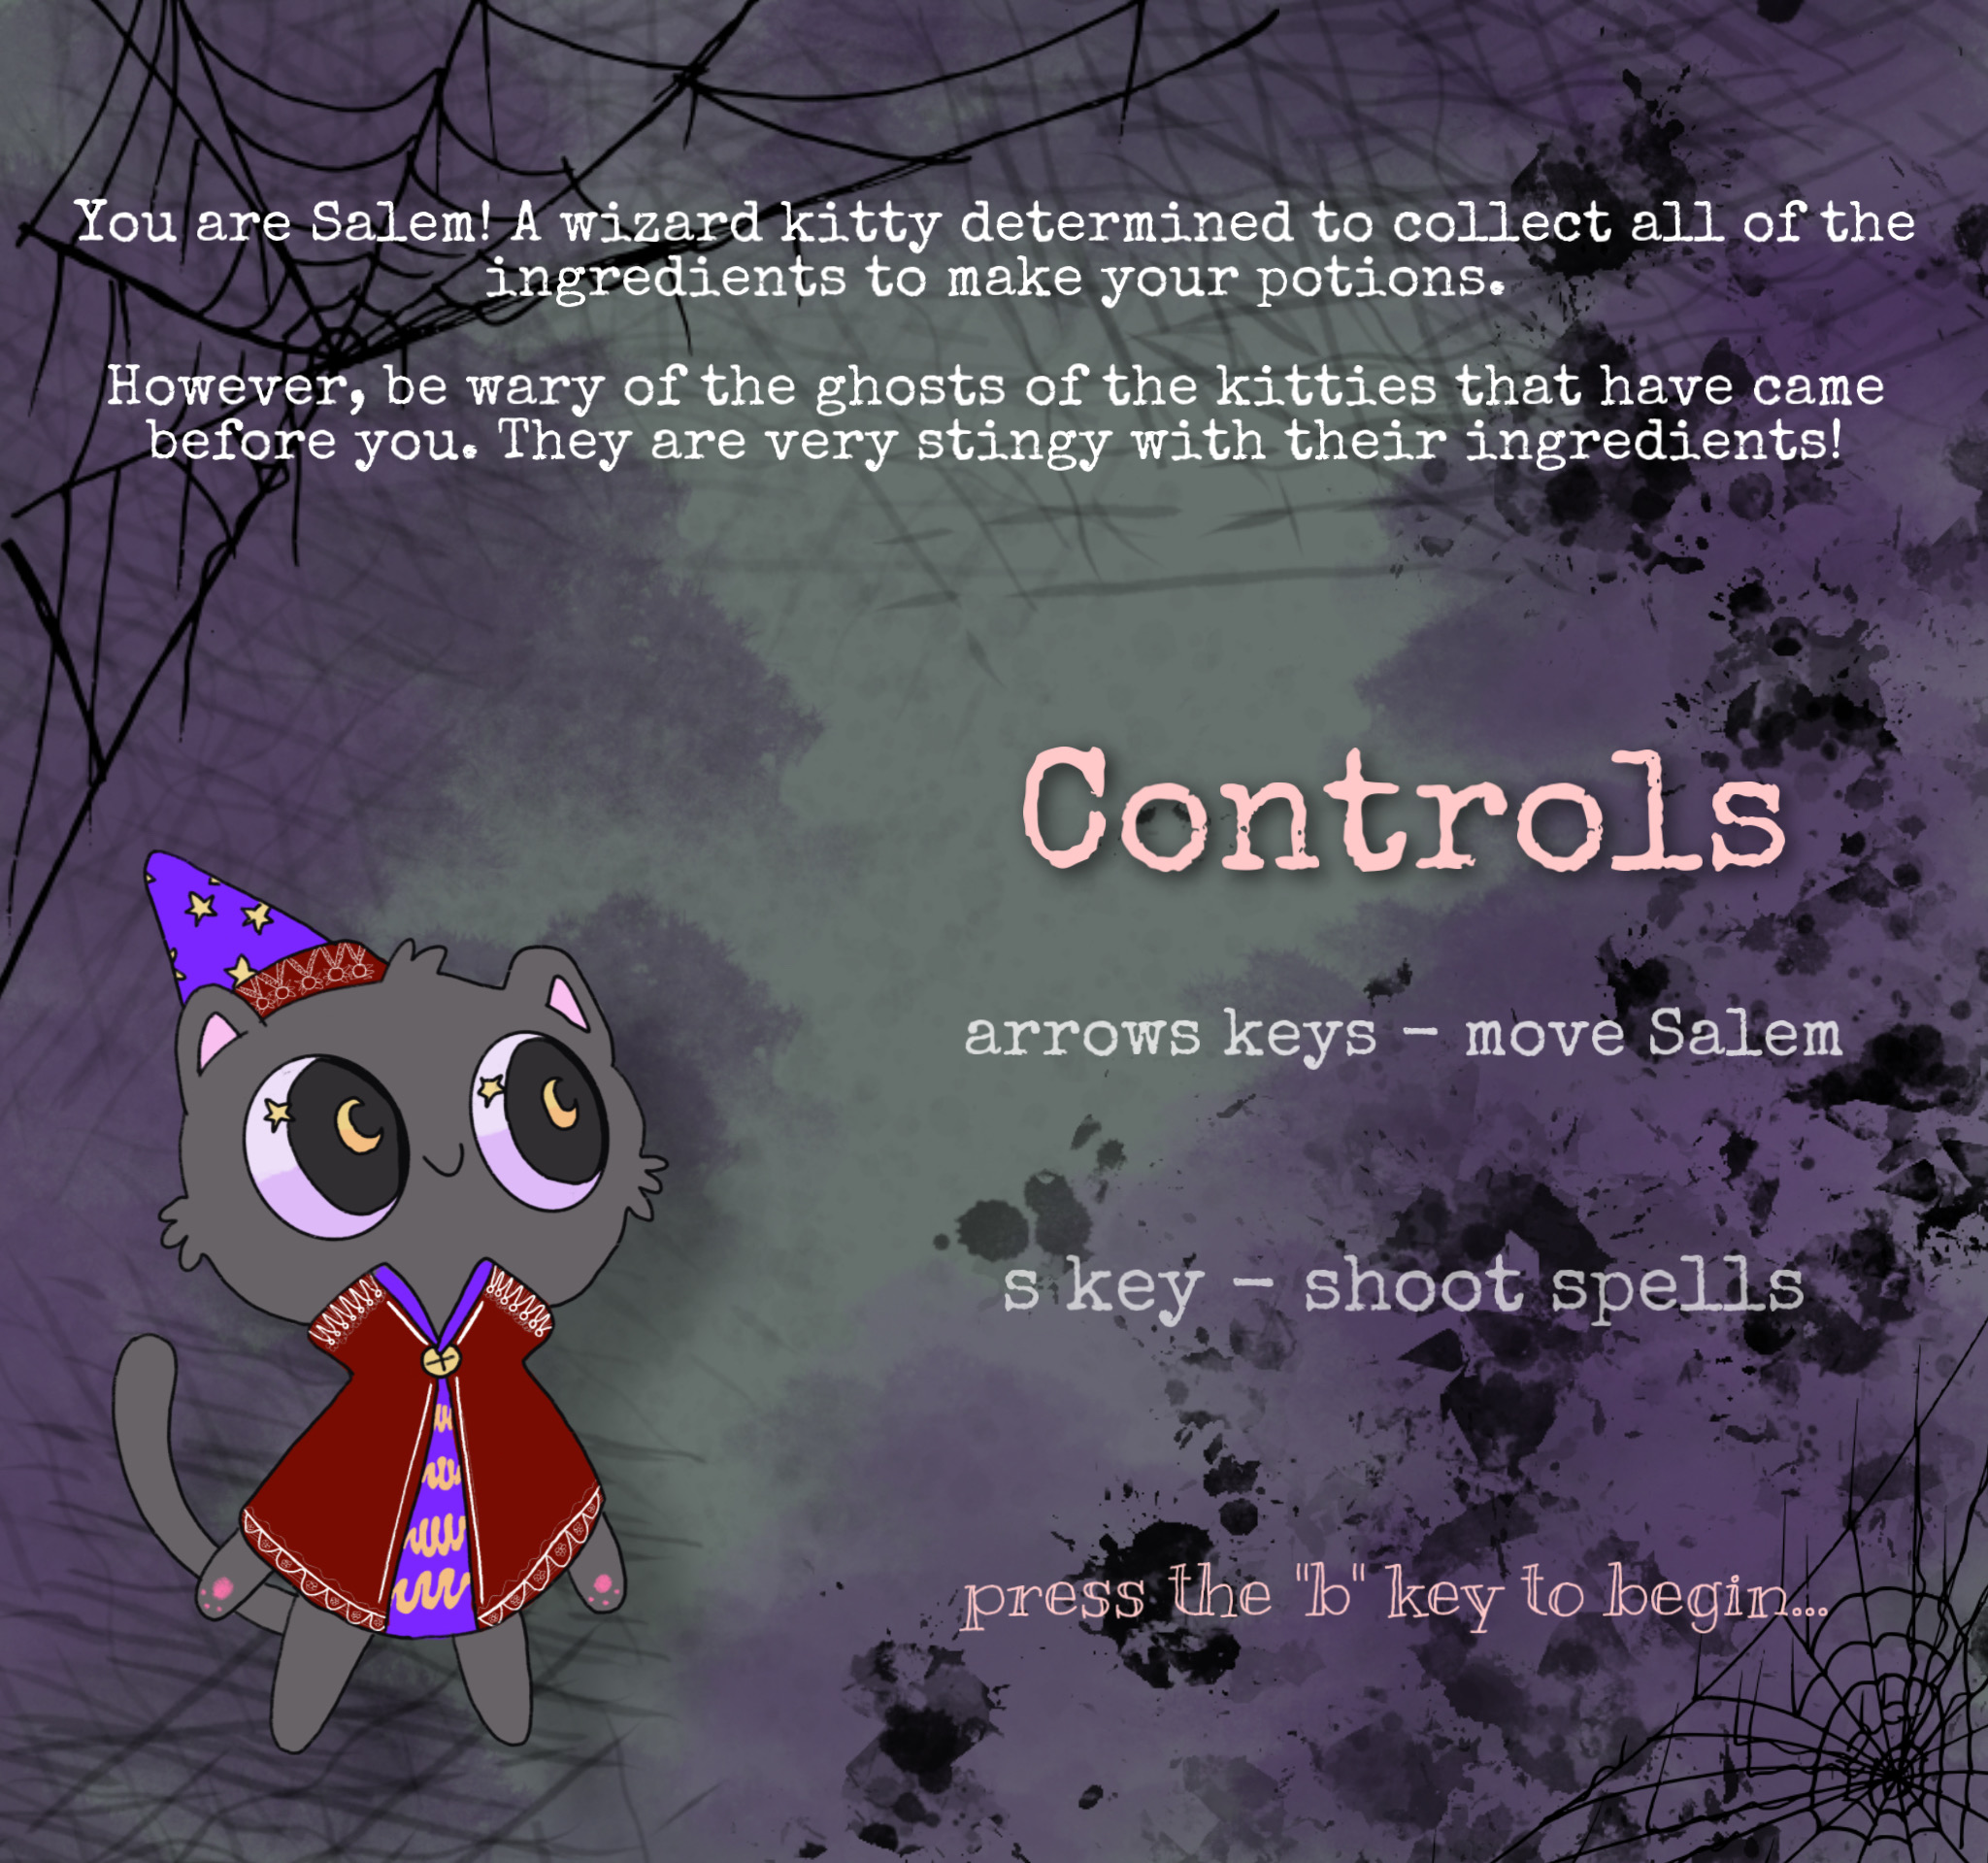 You are Salem! A wizard kitty determined to collect all of the
ingredients to make your potions.
However, be wary of the ghosts of the kitties that have came
before you. They are very stingy with their ingredients!
Controls
arrows keys - move Salem
s key - shoot spells
press the "b" key to begin...